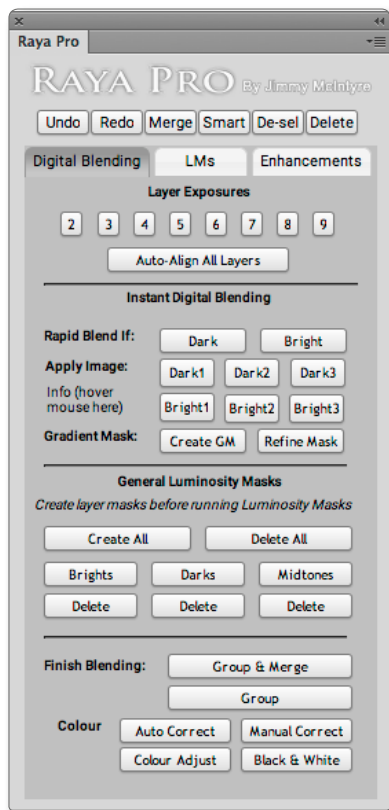 Raya Pro
RAYA PRO By Jimmy McIntyre
Undo Redo Merge Smart De-sel Delete
Digital Blending LMs Enhancements
Layer Exposures
2 3 4 5 6 7 8 9
Auto-Align All Layers
Instant Digital Blending
Rapid Blend If: Dark Bright
Apply Image: Dark1 Dark2 Dark3
Info (hover
mouse here) Bright1 Bright2 Bright3
Gradient Mask: Create GM Refine Mask
General Luminosity Masks
Create layer masks before running Luminosity Masks
Create All Delete All
Brights Darks Midtones
Delete Delete Delete
Finish Blending: Group & Merge
Group
Colour Auto Correct Manual Correct
Colour Adjust Black & White